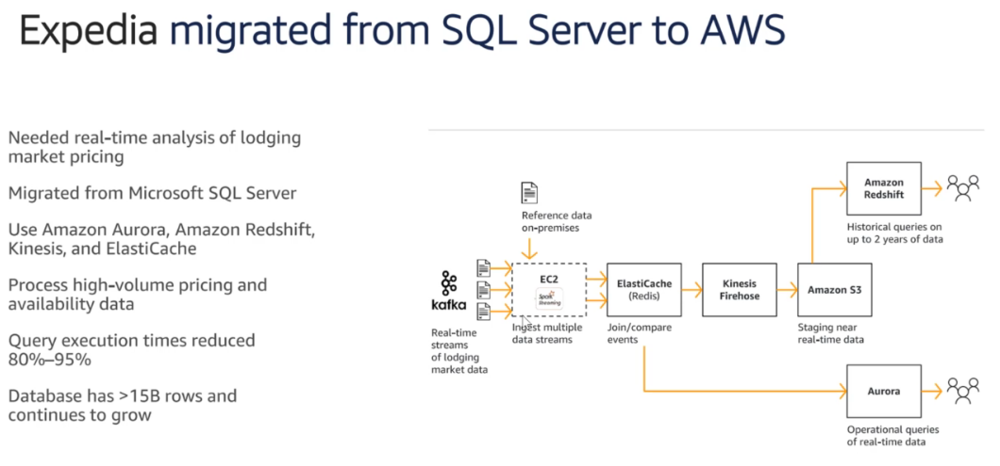 Expedia migrated from SQL Server to AWS
Needed real-time analysis of lodging
market pricing
Migrated from Microsoft SQL Server
Use Amazon Aurora, Amazon Redshift,
Kinesis, and ElastiCache
Process high-volume pricing and
availability data
Query execution times reduced
80%–95%
Database has >15B rows and
continues to grow
Reference data
on-premises
kafka
Real-time
streams
of lodging
market data
EC2
Spark
Streaming
Ingest multiple
data streams
ElastiCache
(Redis)
Join/compare
events
Kinesis
Firehose
Amazon S3
Staging near
real-time data
Amazon
Redshift
Historical queries on
up to 2 years of data
Aurora
Operational queries
of real-time data